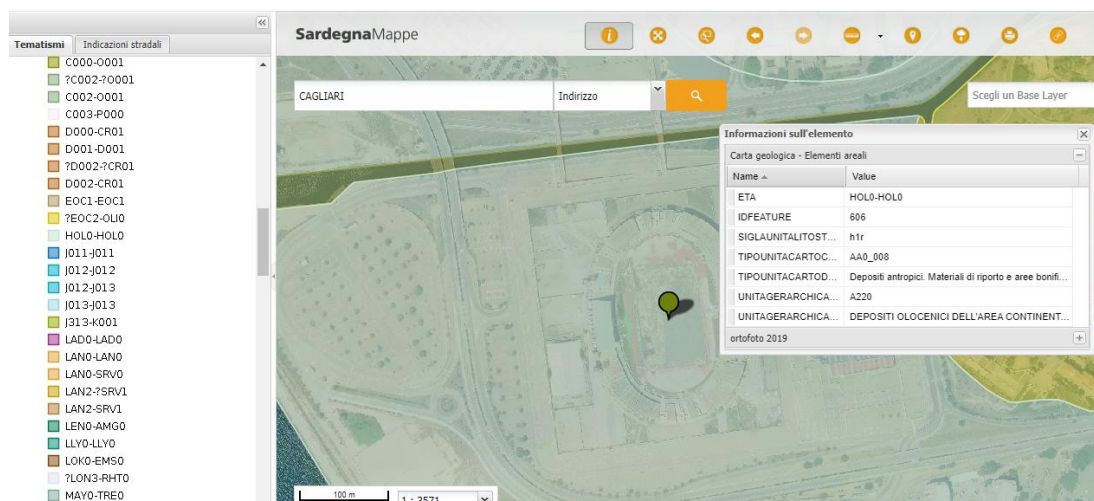 SardegnaMappe
Tematismi
Indicazioni stradali
C000-O001
?C002-?O001
C002-O001
C003-P000
D000-CR01
D001-D001
?D002-?CR01
D002-CR01
EOC1-EOC1
?EOC2-OLI0
HOL0-HOL0
J011-J011
J012-J012
J012-J013
J013-J013
J313-K001
LAD0-LAD0
LAN0-LAN0
LAN0-SRV0
LAN2-?SRV1
LAN2-SRV1
LEN0-AMG0
LLY0-LLY0
LOK0-EMS0
?LON3-RHT0
MAY0-TRE0
CAGLIARI
Indirizzo
Scegli un Base Layer
Informazioni sull'elemento
Carta geologica - Elementi areali
Name Value
ETA HOL0-HOL0
IDFEATURE 606
SIGLAUNITALITOST... h1r
TIPOUNITACARTOC... AA0_008
TIPOUNITACARTOD... Depositi antropici. Materiali di riporto e aree bonifi...
UNITAGERARCHICA... A220
UNITAGERARCHICA... DEPOSITI OLOCENICI DELL'AREA CONTINENT...
ortofoto 2019
100 m
1 : 3571